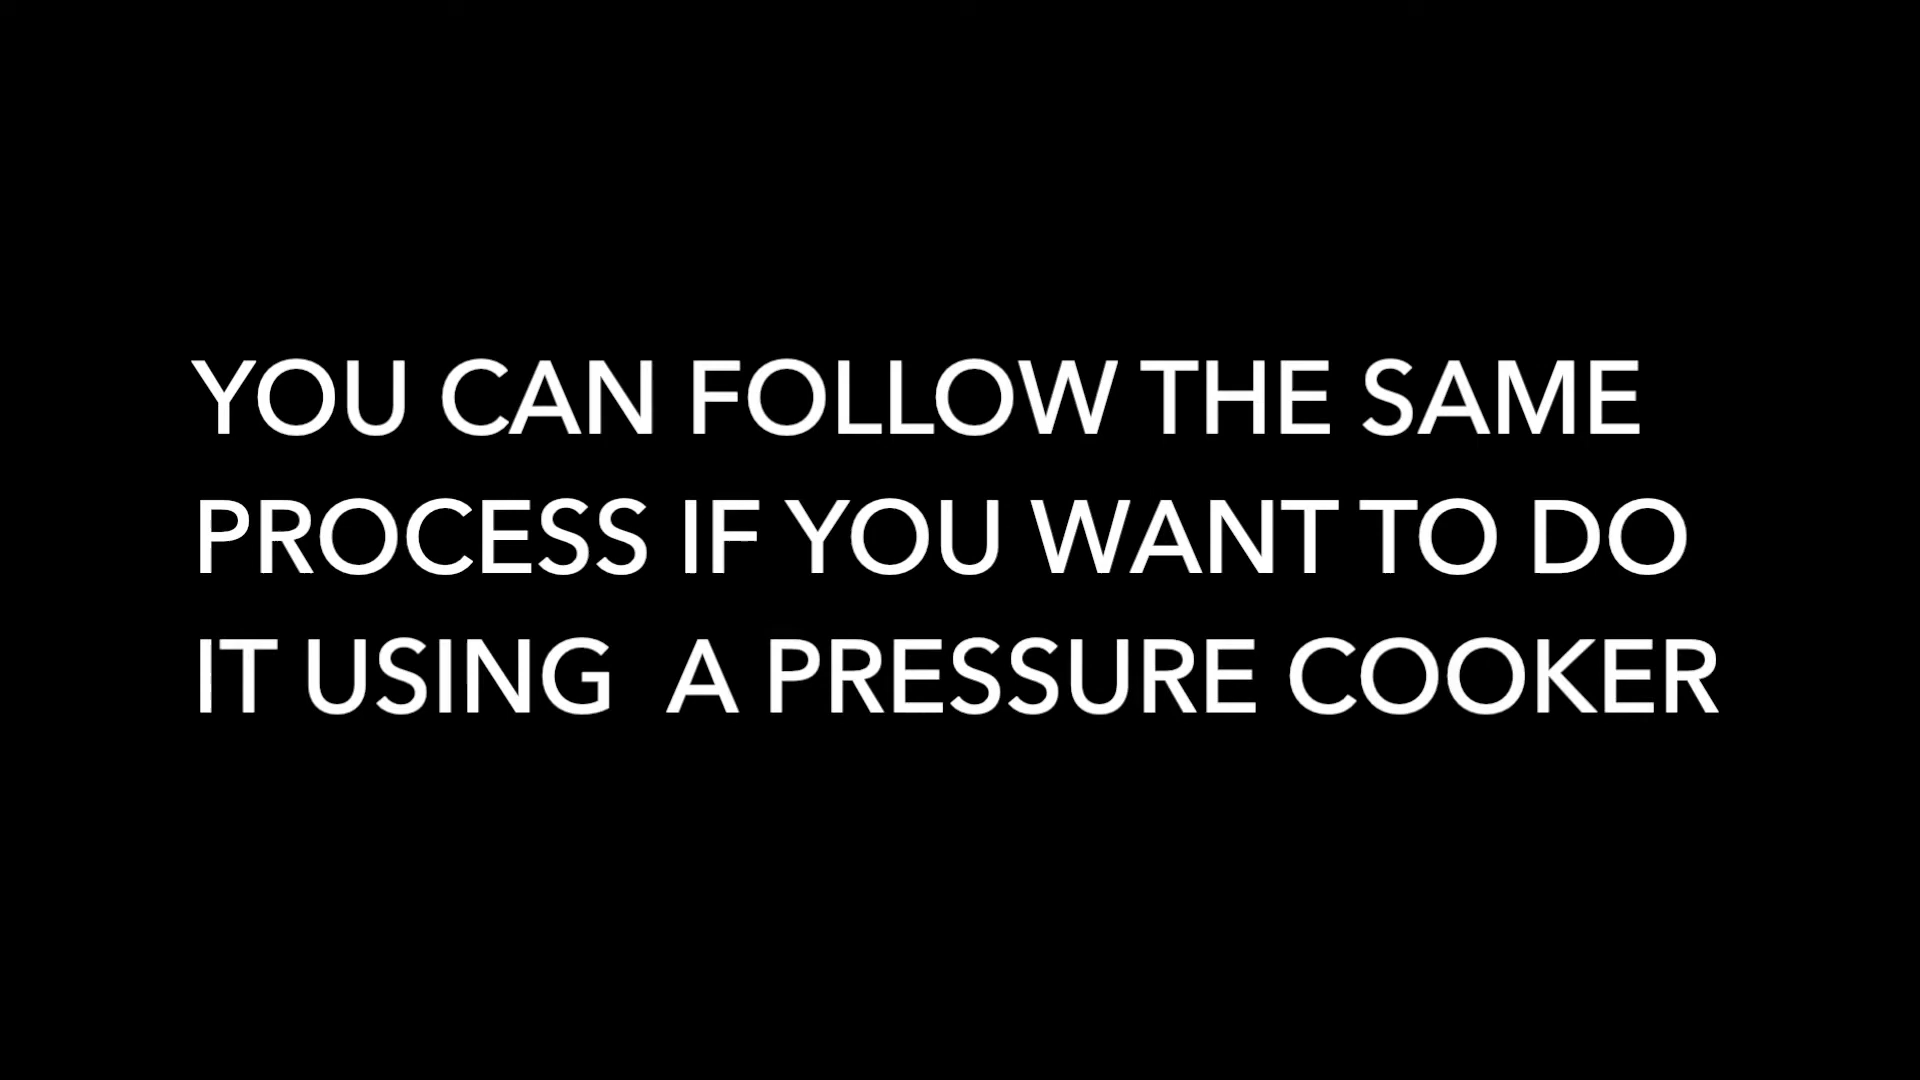 YOU CAN FOLLOW THE SAME
PROCESS IF YOU WANT TO DO
IT USING  A PRESSURE COOKER